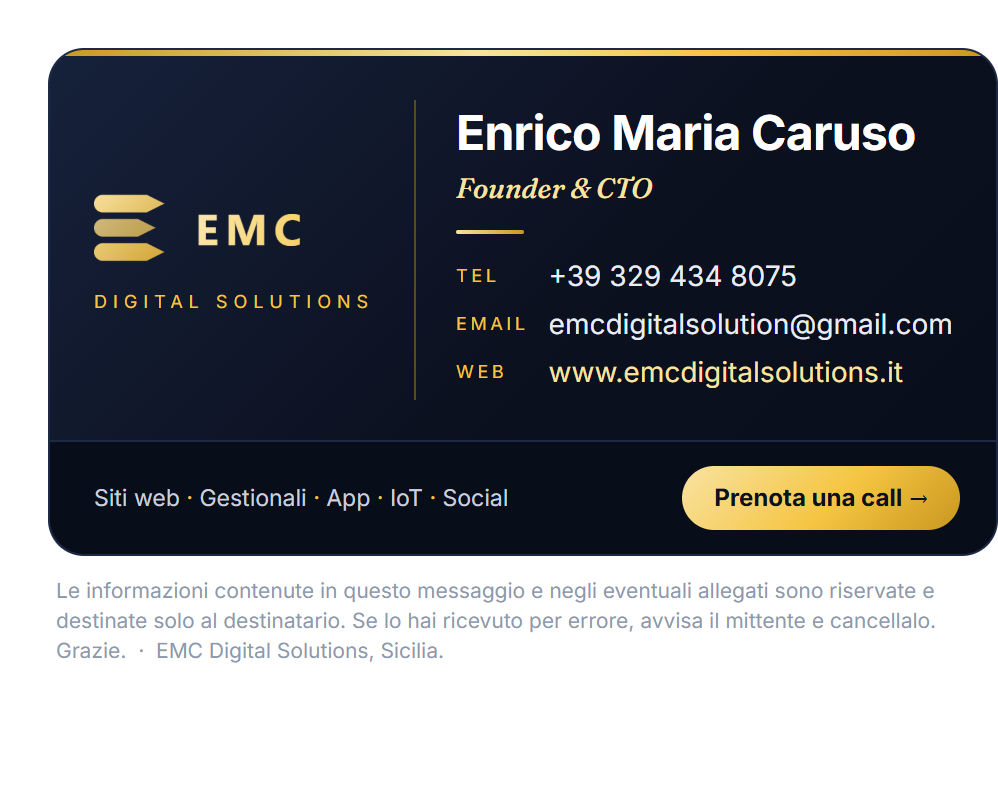 EMC
DIGITAL SOLUTIONS
Enrico Maria Caruso
Founder & CTO
TEL +39 329 434 8075
EMAIL emcdigitalsolution@gmail.com
WEB www.emcdigitalsolutions.it
Siti web · Gestionali · App · IoT · Social
Prenota una call →
Le informazioni contenute in questo messaggio e negli eventuali allegati sono riservate e
destinate solo al destinatario. Se lo hai ricevuto per errore, avvisa il mittente e cancellalo.
Grazie. · EMC Digital Solutions, Sicilia.